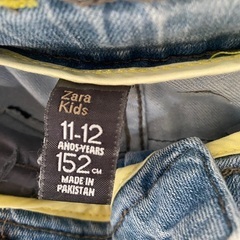 Zara
Kids
11-12
AÑOS-YEARS
152 CM
MADE IN
PAKISTAN